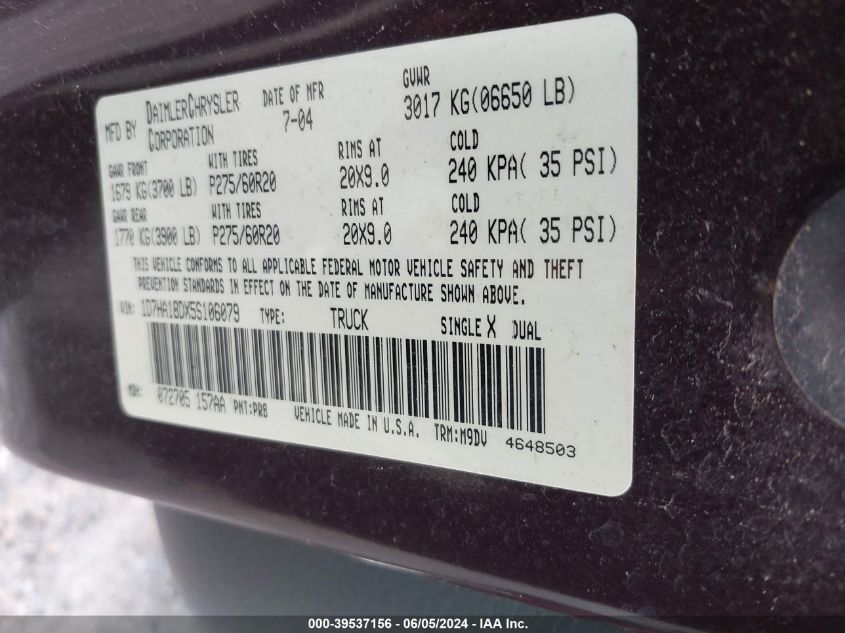 MFD BY DAIMLERCHRYSLER CORPORATION DATE OF MFR 7-04 GVWR 3017 KG(06650 LB)
GAWR FRONT WITH TIRES RIMS AT COLD
1679 KG(3700 LB) P275/60R20 20X9.0 240 KPA( 35 PSI)
GAWR REAR WITH TIRES RIMS AT COLD
1770 KG(3900 LB) P275/60R20 20X9.0 240 KPA( 35 PSI)
THIS VEHICLE CONFORMS TO ALL APPLICABLE FEDERAL MOTOR VEHICLE SAFETY AND THEFT
PREVENTION STANDARDS IN EFFECT ON THE DATE OF MANUFACTURE SHOWN ABOVE.
VIN: 1D7HA18DX5S106079 TYPE: TRUCK SINGLE X DUAL
MDH: 072705 157AA PNT:PR8 VEHICLE MADE IN U.S.A. TRM:M9DV 4648503
000-39537156 - 06/05/2024 - IAA Inc.